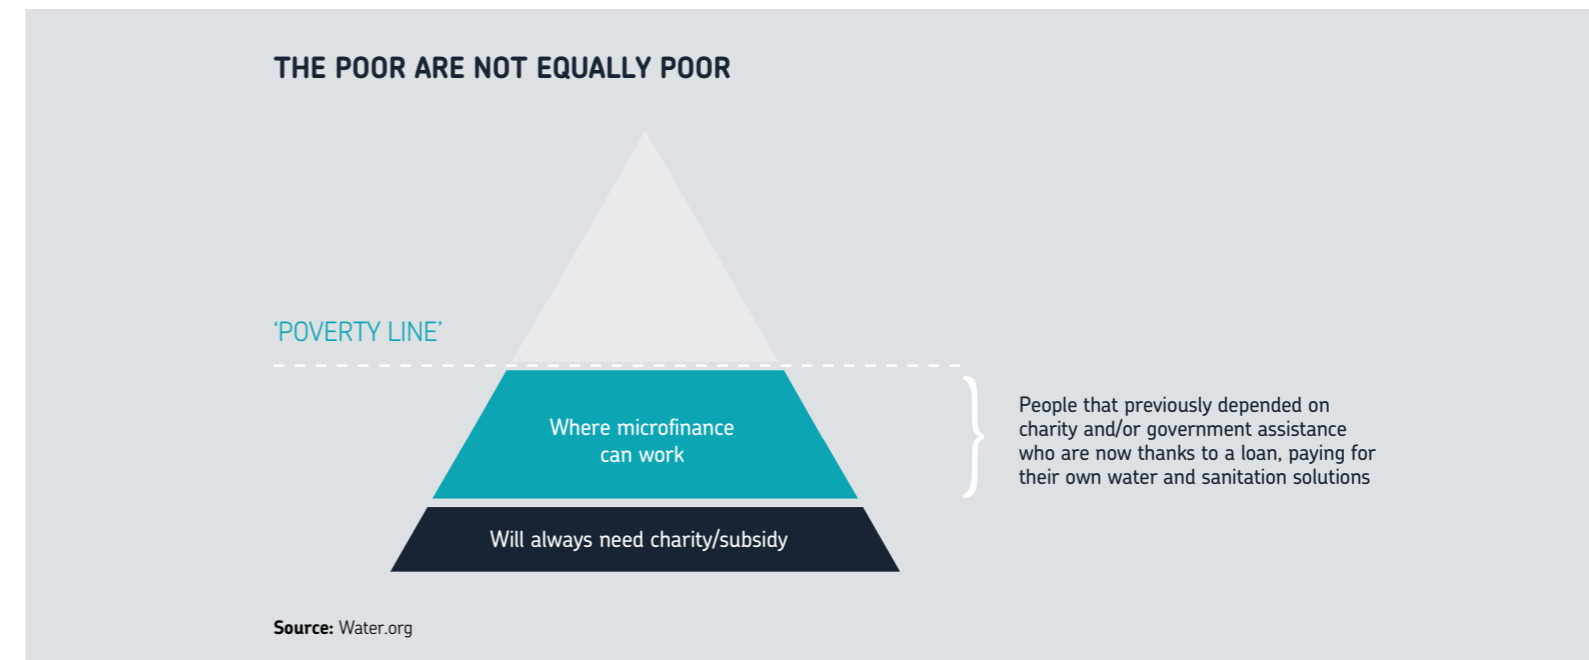 THE POOR ARE NOT EQUALLY POOR
‘POVERTY LINE’
Where microfinance
can work
People that previously depended on
charity and/or government assistance
who are now thanks to a loan, paying for
their own water and sanitation solutions
Will always need charity/subsidy
Source: Water.org